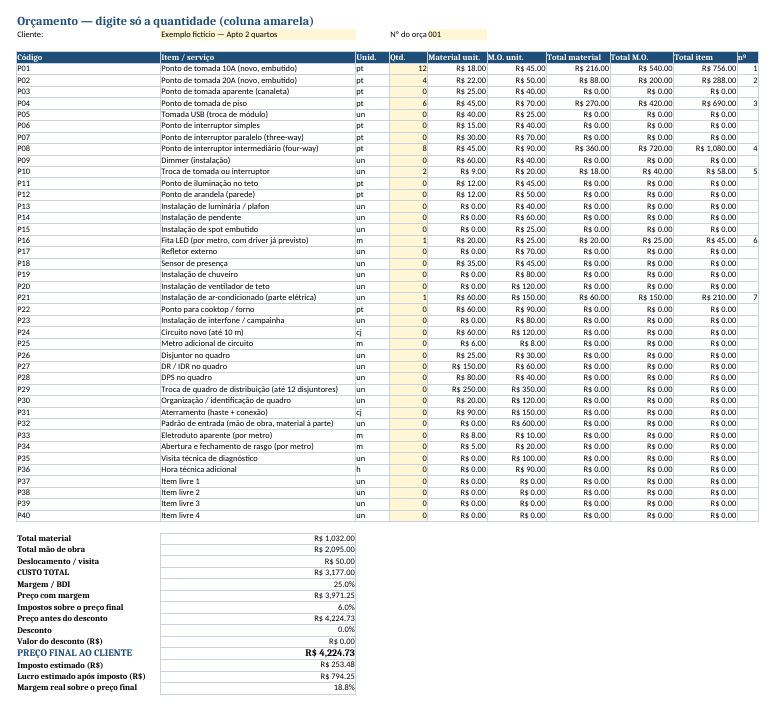 Orçamento — digite só a quantidade (coluna amarela)
Cliente: Exemplo fictício — Apto 2 quartos Nº do orça 001
Código Item / serviço Unid. Qtd. Material unit. M.O. unit. Total material Total M.O. Total item nº
P01 Ponto de tomada 10A (novo, embutido) pt 12 R$ 18.00 R$ 45.00 R$ 216.00 R$ 540.00 R$ 756.00 1
P02 Ponto de tomada 20A (novo, embutido) pt 4 R$ 22.00 R$ 50.00 R$ 88.00 R$ 200.00 R$ 288.00 2
P03 Ponto de tomada aparente (canaleta) pt 0 R$ 25.00 R$ 40.00 R$ 0.00 R$ 0.00 R$ 0.00
P04 Ponto de tomada de piso pt 6 R$ 45.00 R$ 70.00 R$ 270.00 R$ 420.00 R$ 690.00 3
P05 Tomada USB (troca de módulo) un 0 R$ 40.00 R$ 25.00 R$ 0.00 R$ 0.00 R$ 0.00
P06 Ponto de interruptor simples pt 0 R$ 15.00 R$ 40.00 R$ 0.00 R$ 0.00 R$ 0.00
P07 Ponto de interruptor paralelo (three-way) pt 0 R$ 30.00 R$ 70.00 R$ 0.00 R$ 0.00 R$ 0.00
P08 Ponto de interruptor intermediário (four-way) pt 8 R$ 45.00 R$ 90.00 R$ 360.00 R$ 720.00 R$ 1,080.00 4
P09 Dimmer (instalação) un 0 R$ 60.00 R$ 40.00 R$ 0.00 R$ 0.00 R$ 0.00
P10 Troca de tomada ou interruptor un 2 R$ 9.00 R$ 20.00 R$ 18.00 R$ 40.00 R$ 58.00 5
P11 Ponto de iluminação no teto pt 0 R$ 12.00 R$ 45.00 R$ 0.00 R$ 0.00 R$ 0.00
P12 Ponto de arandela (parede) pt 0 R$ 12.00 R$ 50.00 R$ 0.00 R$ 0.00 R$ 0.00
P13 Instalação de luminária / plafon un 0 R$ 0.00 R$ 40.00 R$ 0.00 R$ 0.00 R$ 0.00
P14 Instalação de pendente un 0 R$ 0.00 R$ 60.00 R$ 0.00 R$ 0.00 R$ 0.00
P15 Instalação de spot embutido un 0 R$ 0.00 R$ 25.00 R$ 0.00 R$ 0.00 R$ 0.00
P16 Fita LED (por metro, com driver já previsto) m 1 R$ 20.00 R$ 25.00 R$ 20.00 R$ 25.00 R$ 45.00 6
P17 Refletor externo un 0 R$ 0.00 R$ 70.00 R$ 0.00 R$ 0.00 R$ 0.00
P18 Sensor de presença un 0 R$ 35.00 R$ 45.00 R$ 0.00 R$ 0.00 R$ 0.00
P19 Instalação de chuveiro un 0 R$ 0.00 R$ 80.00 R$ 0.00 R$ 0.00 R$ 0.00
P20 Instalação de ventilador de teto un 0 R$ 0.00 R$ 120.00 R$ 0.00 R$ 0.00 R$ 0.00
P21 Instalação de ar-condicionado (parte elétrica) un 1 R$ 60.00 R$ 150.00 R$ 60.00 R$ 150.00 R$ 210.00 7
P22 Ponto para cooktop / forno pt 0 R$ 60.00 R$ 90.00 R$ 0.00 R$ 0.00 R$ 0.00
P23 Instalação de interfone / campainha un 0 R$ 0.00 R$ 80.00 R$ 0.00 R$ 0.00 R$ 0.00
P24 Circuito novo (até 10 m) cj 0 R$ 60.00 R$ 120.00 R$ 0.00 R$ 0.00 R$ 0.00
P25 Metro adicional de circuito m 0 R$ 6.00 R$ 8.00 R$ 0.00 R$ 0.00 R$ 0.00
P26 Disjuntor no quadro un 0 R$ 25.00 R$ 30.00 R$ 0.00 R$ 0.00 R$ 0.00
P27 DR / IDR no quadro un 0 R$ 150.00 R$ 60.00 R$ 0.00 R$ 0.00 R$ 0.00
P28 DPS no quadro un 0 R$ 80.00 R$ 40.00 R$ 0.00 R$ 0.00 R$ 0.00
P29 Troca de quadro de distribuição (até 12 disjuntores) un 0 R$ 250.00 R$ 350.00 R$ 0.00 R$ 0.00 R$ 0.00
P30 Organização / identificação de quadro un 0 R$ 20.00 R$ 120.00 R$ 0.00 R$ 0.00 R$ 0.00
P31 Aterramento (haste + conexão) cj 0 R$ 90.00 R$ 150.00 R$ 0.00 R$ 0.00 R$ 0.00
P32 Padrão de entrada (mão de obra, material à parte) un 0 R$ 0.00 R$ 600.00 R$ 0.00 R$ 0.00 R$ 0.00
P33 Eletroduto aparente (por metro) m 0 R$ 8.00 R$ 10.00 R$ 0.00 R$ 0.00 R$ 0.00
P34 Abertura e fechamento de rasgo (por metro) m 0 R$ 5.00 R$ 20.00 R$ 0.00 R$ 0.00 R$ 0.00
P35 Visita técnica de diagnóstico un 0 R$ 0.00 R$ 100.00 R$ 0.00 R$ 0.00 R$ 0.00
P36 Hora técnica adicional h 0 R$ 0.00 R$ 90.00 R$ 0.00 R$ 0.00 R$ 0.00
P37 Item livre 1 un 0 R$ 0.00 R$ 0.00 R$ 0.00 R$ 0.00 R$ 0.00
P38 Item livre 2 un 0 R$ 0.00 R$ 0.00 R$ 0.00 R$ 0.00 R$ 0.00
P39 Item livre 3 un 0 R$ 0.00 R$ 0.00 R$ 0.00 R$ 0.00 R$ 0.00
P40 Item livre 4 un 0 R$ 0.00 R$ 0.00 R$ 0.00 R$ 0.00 R$ 0.00
Total material R$ 1,032.00
Total mão de obra R$ 2,095.00
Deslocamento / visita R$ 50.00
CUSTO TOTAL R$ 3,177.00
Margem / BDI 25.0%
Preço com margem R$ 3,971.25
Impostos sobre o preço final 6.0%
Preço antes do desconto R$ 4,224.73
Desconto 0.0%
Valor do desconto (R$) R$ 0.00
PREÇO FINAL AO CLIENTE R$ 4,224.73
Imposto estimado (R$) R$ 253.48
Lucro estimado após imposto (R$) R$ 794.25
Margem real sobre o preço final 18.8%